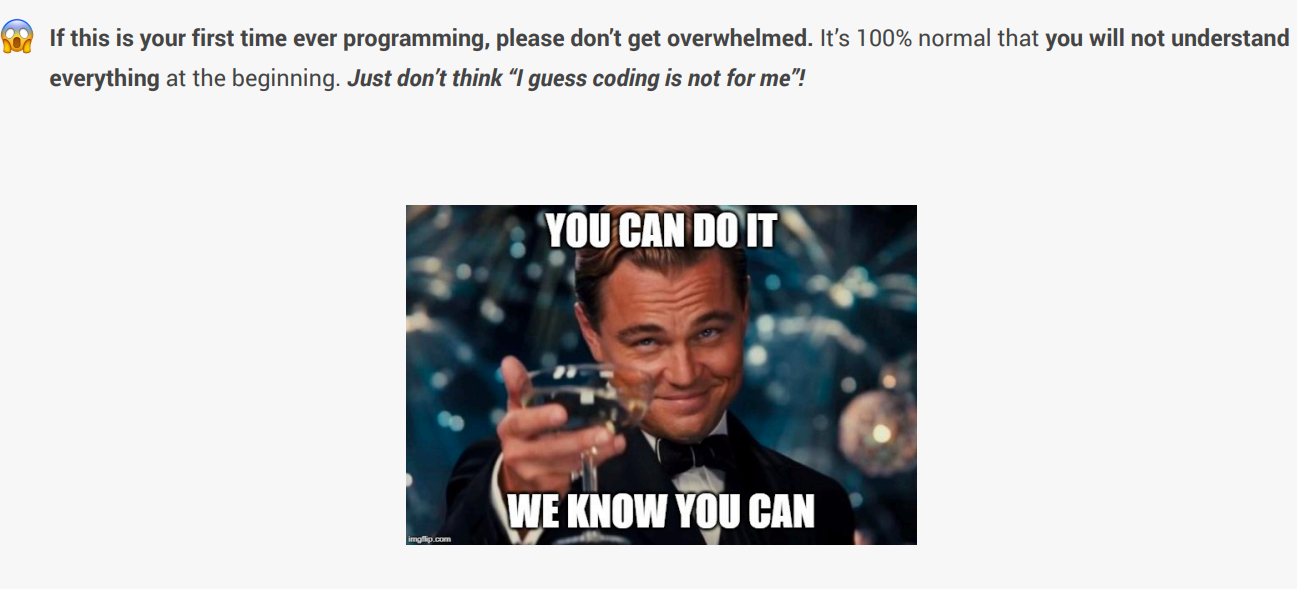 If this is your first time ever programming, please don’t get overwhelmed. It’s 100% normal that you will not understand
everything at the beginning. Just don’t think “I guess coding is not for me”!
YOU CAN DO IT
WE KNOW YOU CAN
imgflip.com